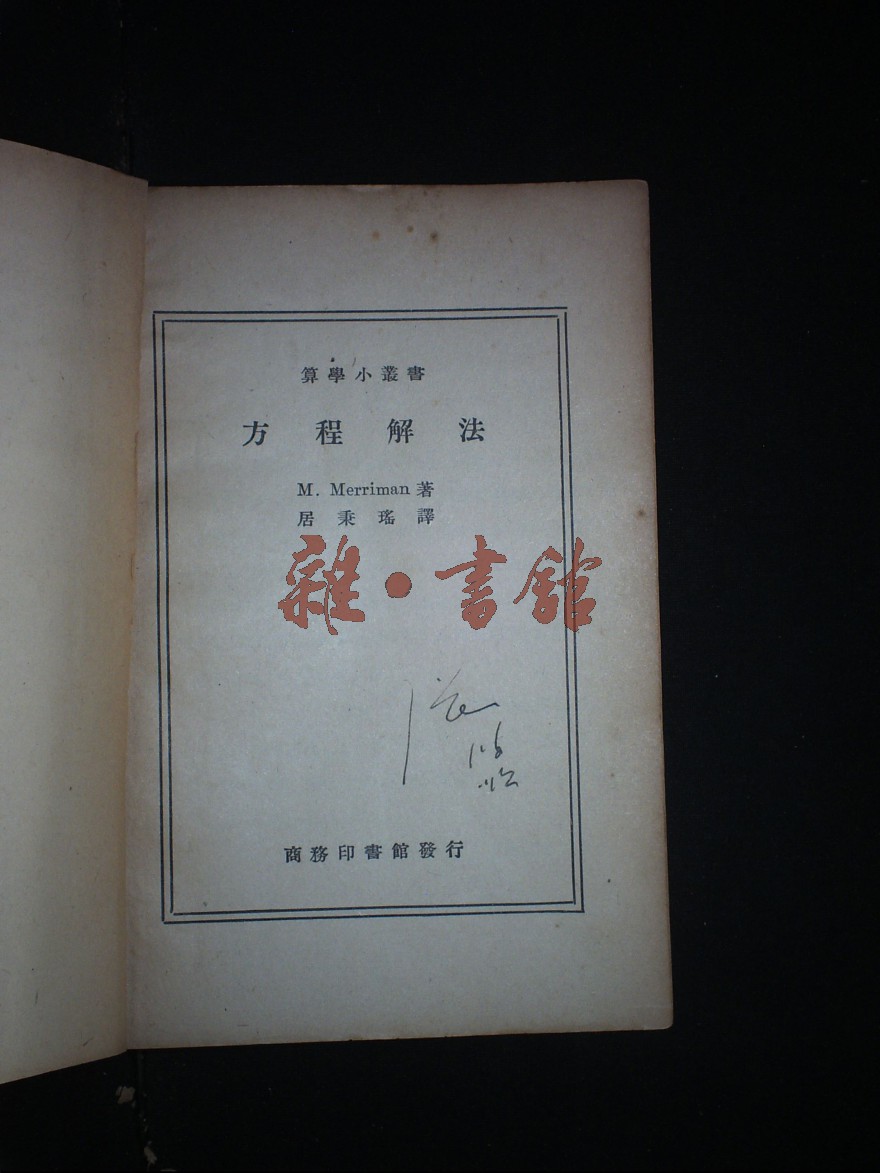 算學小叢書
方程解法
M. Merriman 著
居秉瑤譯
雜·書館
商務印書館發行